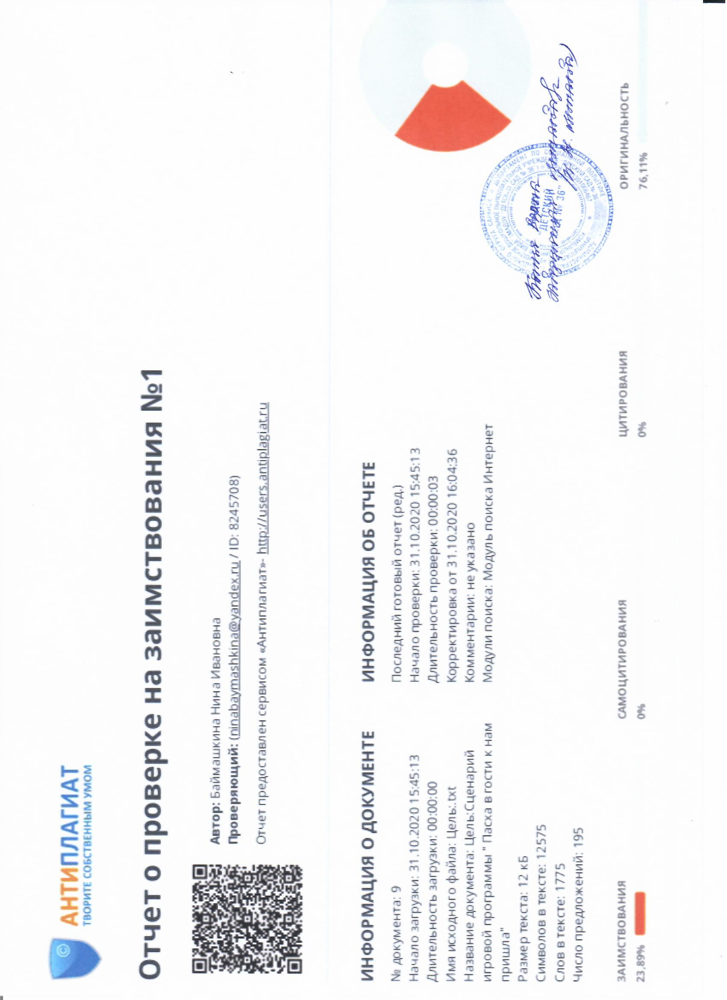 АНТИПЛАГИАТ
ТВОРИТЕ СОБСТВЕННЫМ УМОМ
Отчет о проверке на заимствования №1
Автор: Баймашкина Нина Ивановна
Проверяющий: (ninabaymashkina@yandex.ru / ID: 8245708)
Отчет предоставлен сервисом «Антиплагиат»- http://users.antiplagiat.ru
ИНФОРМАЦИЯ О ДОКУМЕНТЕ
№ документа: 9
Начало загрузки: 31.10.2020 15:45:13
Длительность загрузки: 00:00:00
Имя исходного файла: Цель:.txt
Название документа: Цель:Сценарий
игровой программы " Пасха в гости к нам
пришла"
Размер текста: 12 кБ
Символов в тексте: 12575
Слов в тексте: 1775
Число предложений: 195
ИНФОРМАЦИЯ ОБ ОТЧЕТЕ
Последний готовый отчет (ред.)
Начало проверки: 31.10.2020 15:45:13
Длительность проверки: 00:00:03
Корректировка от 31.10.2020 16:04:36
Комментарии: не указано
Модули поиска: Модуль поиска Интернет
"ДЕТСКИЙ
САД № 36"
ЗАИМСТВОВАНИЯ
23,89%
САМОЦИТИРОВАНИЯ
0%
ЦИТИРОВАНИЯ
0%
ОРИГИНАЛЬНОСТЬ
76,11%